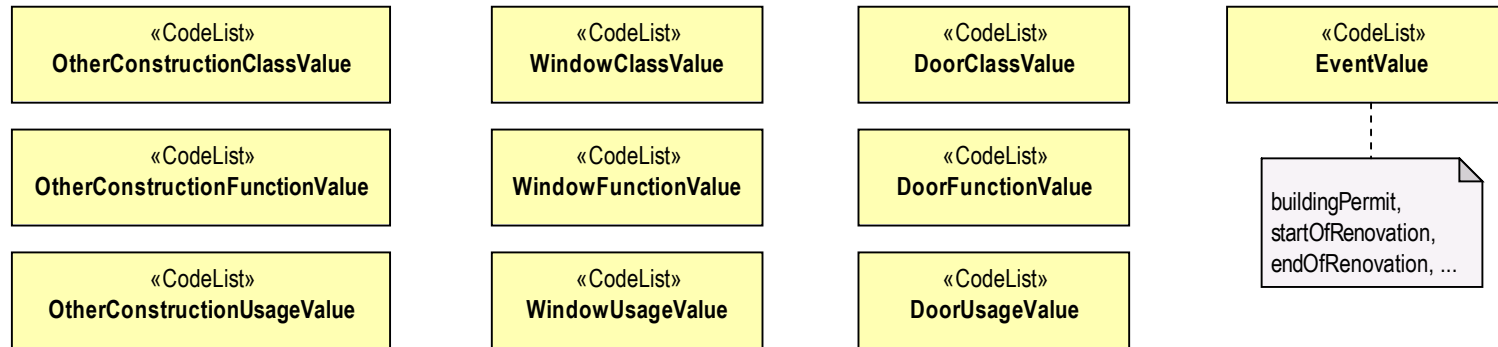 «CodeList»
OtherConstructionClassValue
«CodeList»
WindowClassValue
«CodeList»
DoorClassValue
«CodeList»
EventValue
«CodeList»
OtherConstructionFunctionValue
«CodeList»
WindowFunctionValue
«CodeList»
DoorFunctionValue
buildingPermit,
startOfRenovation,
endOfRenovation, ...
«CodeList»
OtherConstructionUsageValue
«CodeList»
WindowUsageValue
«CodeList»
DoorUsageValue